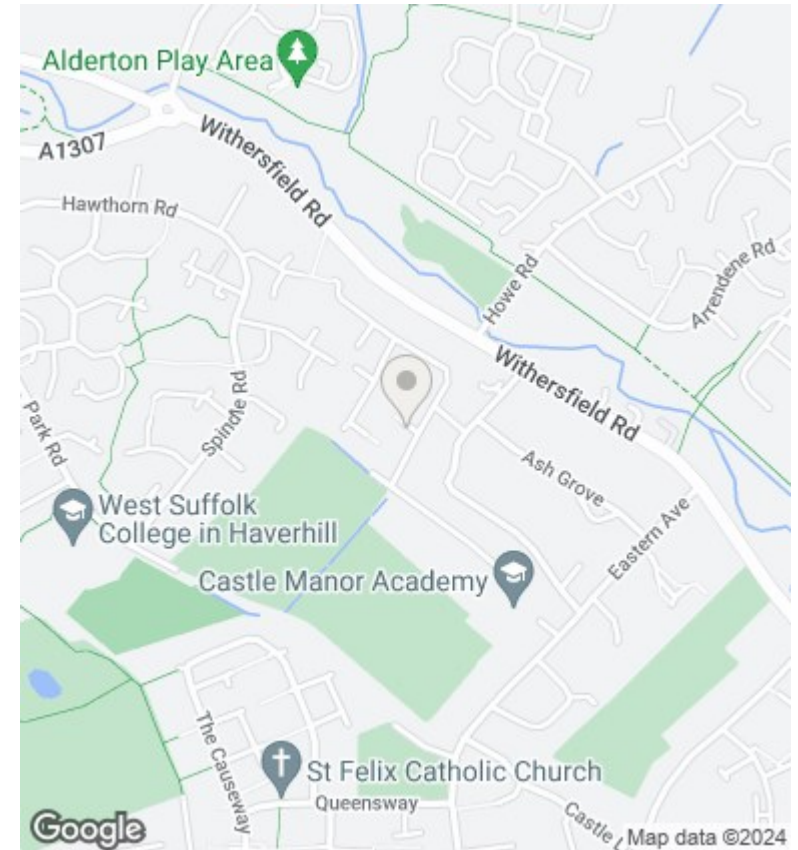 Alderton Play Area
A1307
Withersfield Rd
Hawthorn Rd
Howe Rd
Arrendene Rd
Withersfield Rd
Spindle Rd
Park Rd
Ash Grove
West Suffolk
College in Haverhill
Eastern Ave
Castle Manor Academy
The Causeway
St Felix Catholic Church
Queensway
Castle L
Google
Map data ©2024